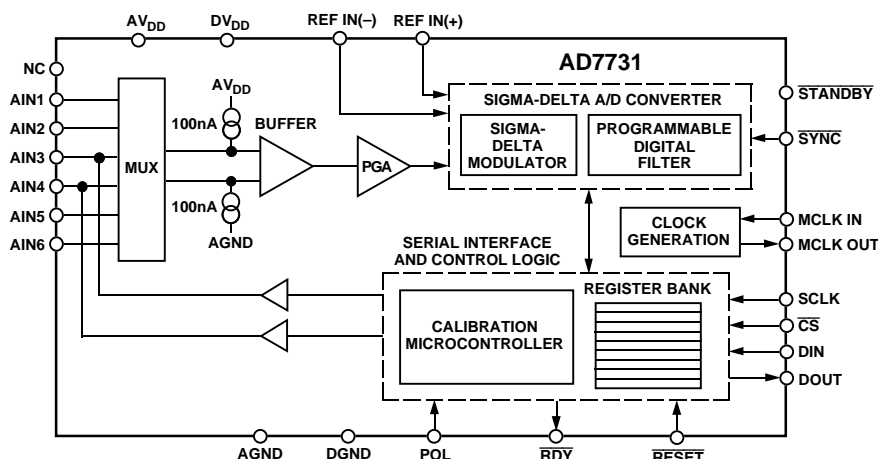 AVDD
DVDD
REF IN(–)
REF IN(+)
AD7731
NC
AIN1
AIN2
AIN3
AIN4
AIN5
AIN6
MUX
AVDD
100nA
BUFFER
100nA
AGND
PGA
SIGMA-DELTA A/D CONVERTER
SIGMA-
DELTA
MODULATOR
PROGRAMMABLE
DIGITAL
FILTER
STANDBY
SYNC
CLOCK
GENERATION
MCLK IN
MCLK OUT
SERIAL INTERFACE
AND CONTROL LOGIC
REGISTER BANK
CALIBRATION
MICROCONTROLLER
SCLK
CS
DIN
DOUT
AGND
DGND
POL
RDY
RESET